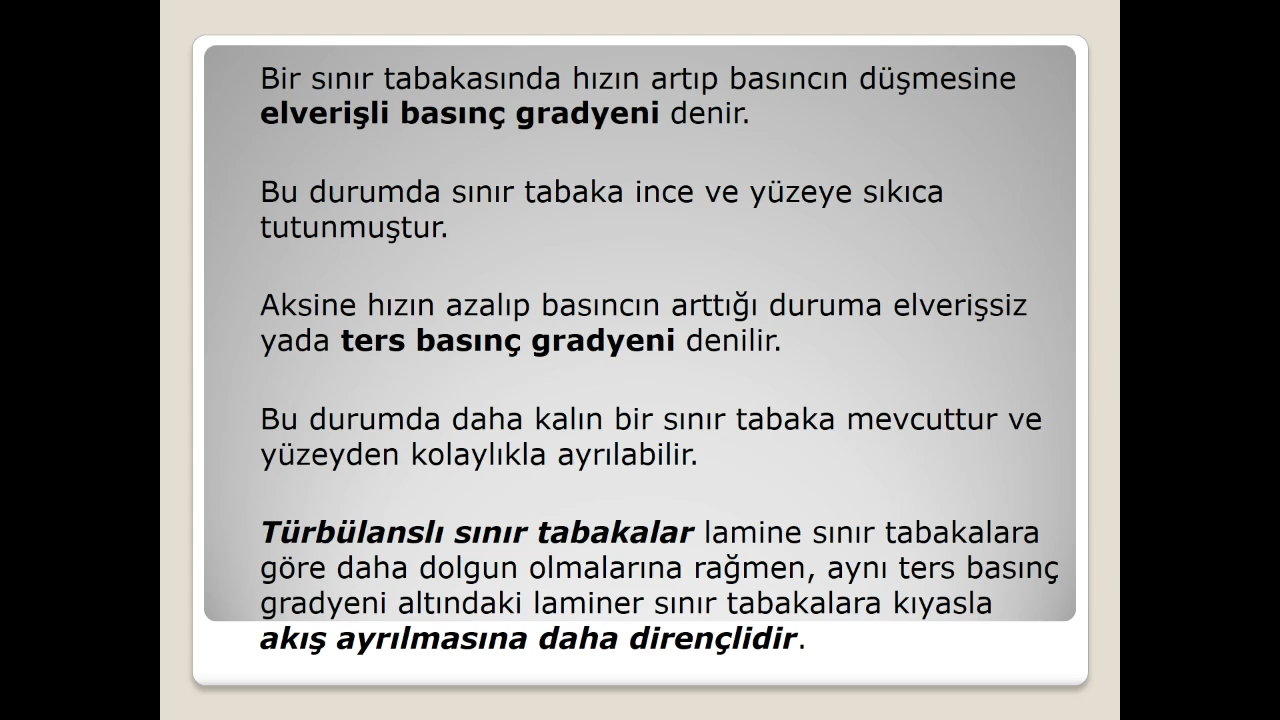 Bir sınır tabakasında hızın artıp basıncın düşmesine
elverişli basınç gradyeni denir.
Bu durumda sınır tabaka ince ve yüzeye sıkıca
tutunmuştur.
Aksine hızın azalıp basıncın arttığı duruma elverişsiz
yada ters basınç gradyeni denilir.
Bu durumda daha kalın bir sınır tabaka mevcuttur ve
yüzeyden kolaylıkla ayrılabilir.
Türbülanslı sınır tabakalar lamine sınır tabakalara
göre daha dolgun olmalarına rağmen, aynı ters basınç
gradyeni altındaki laminer sınır tabakalara kıyasla
akış ayrılmasına daha dirençlidir.